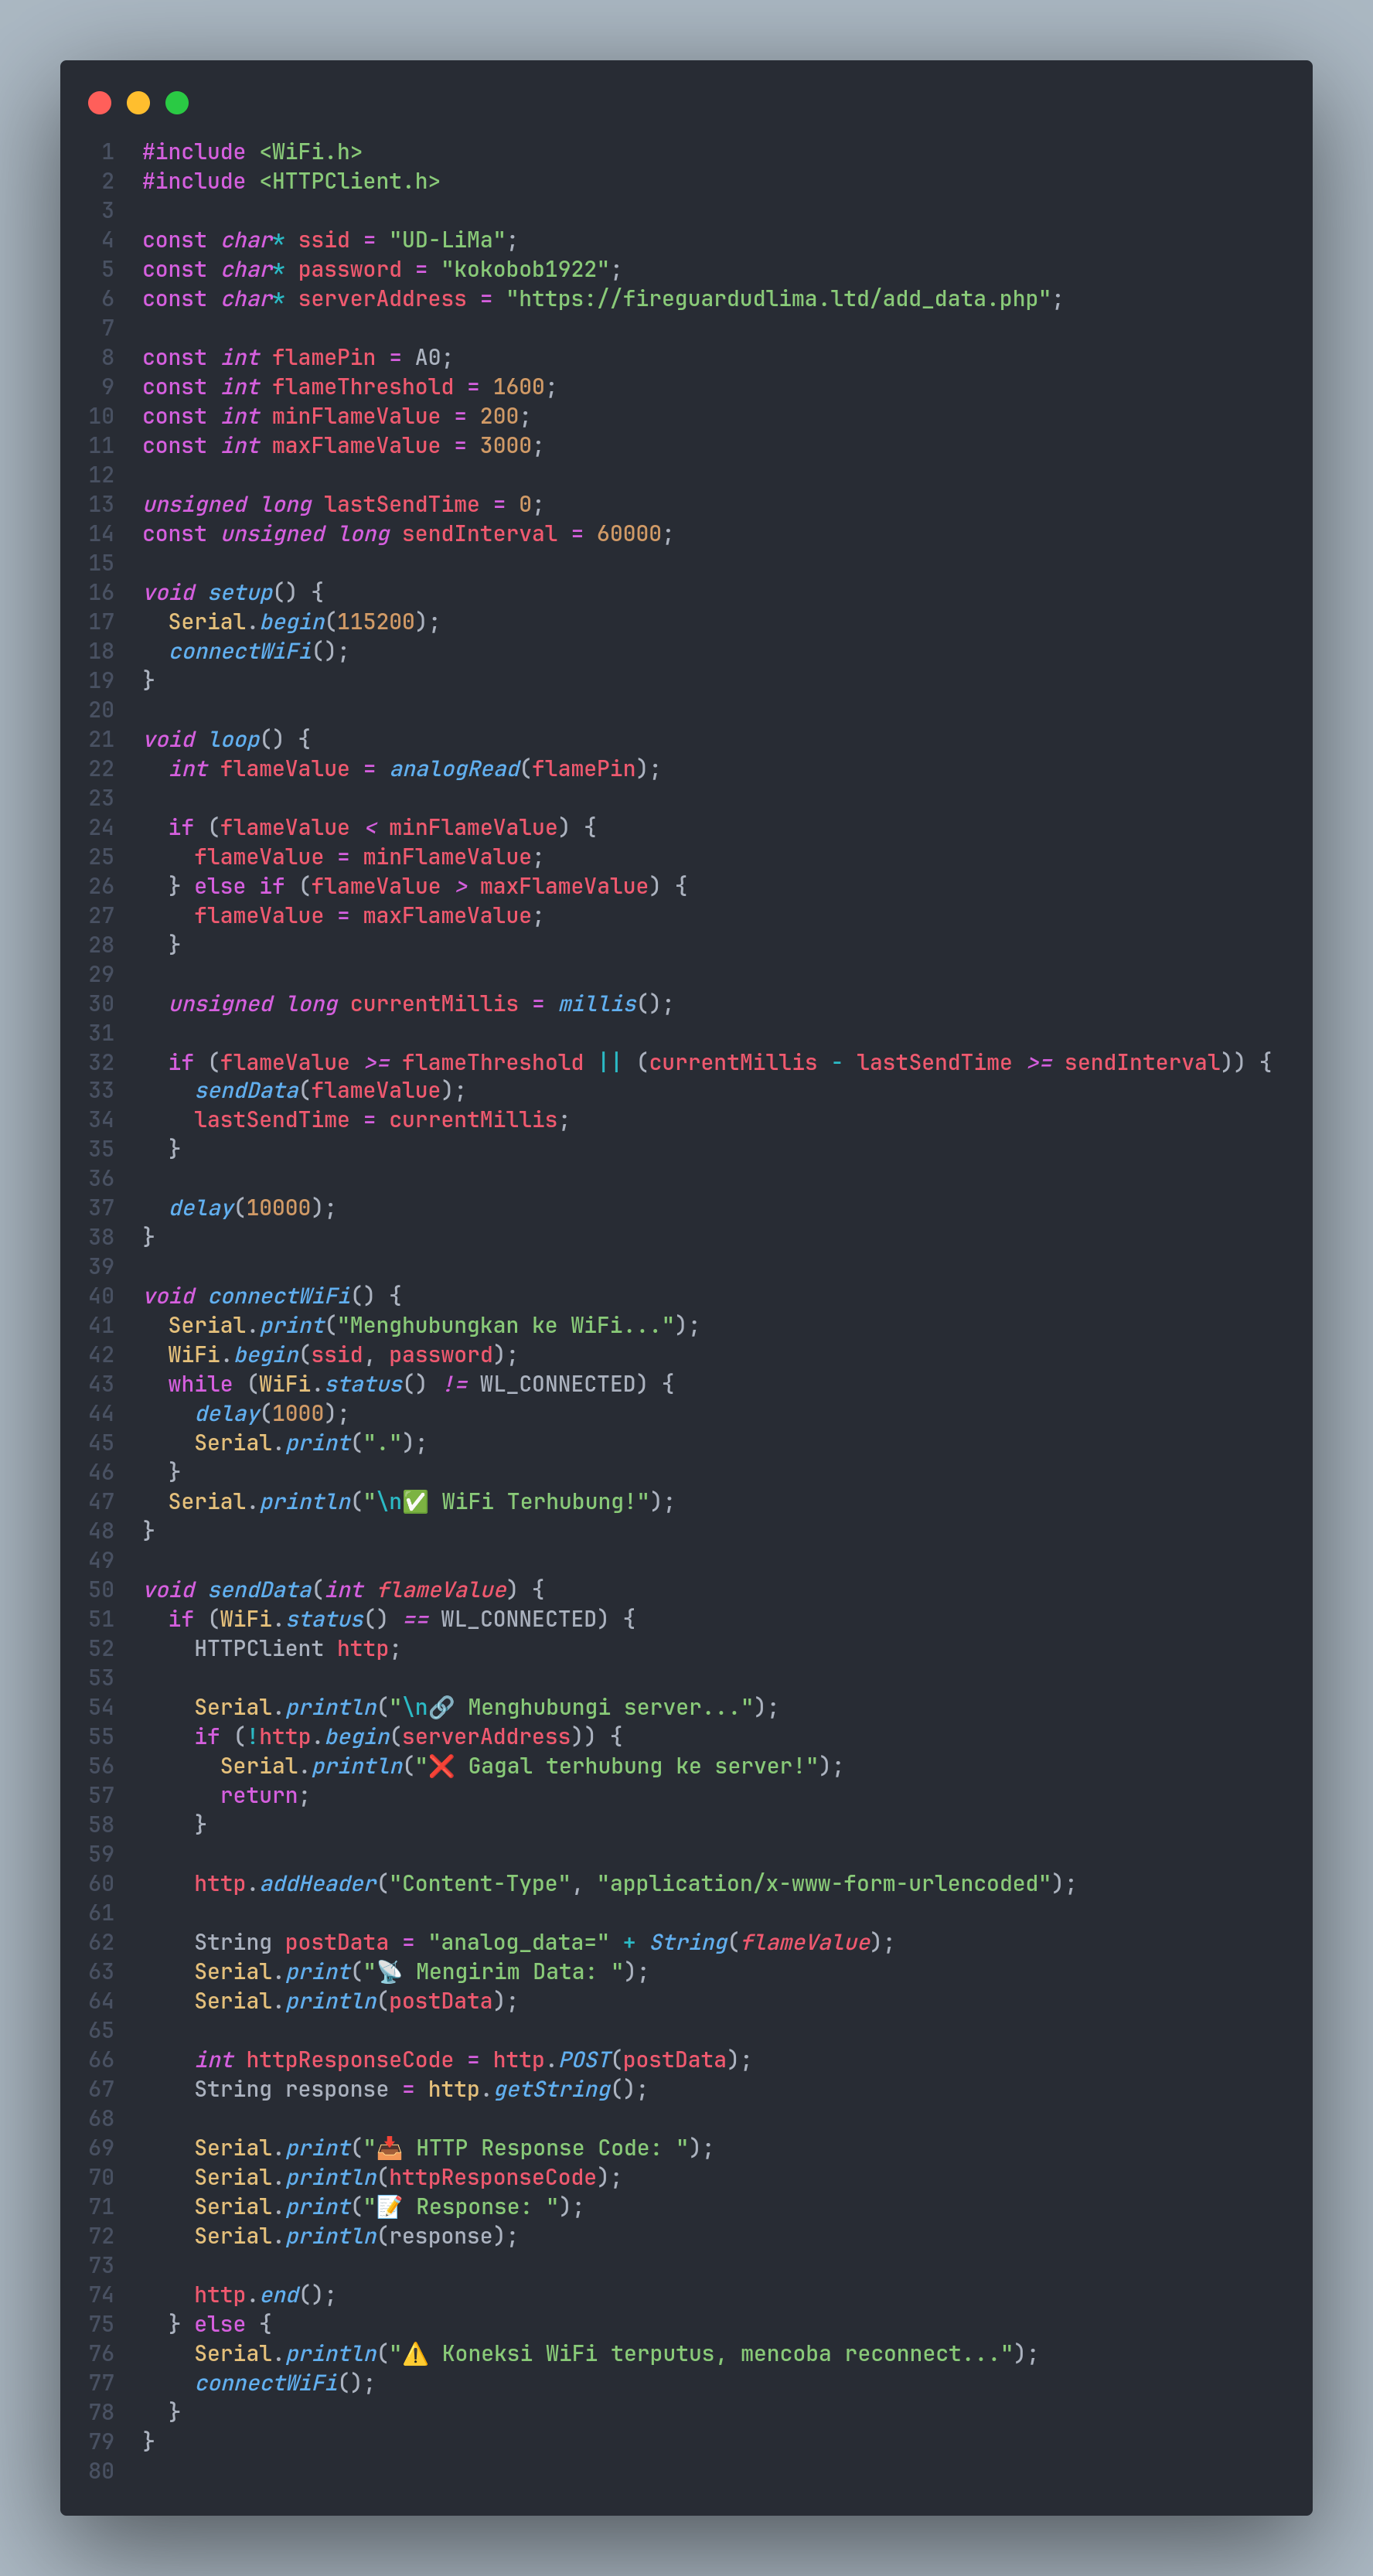 1 #include <WiFi.h>
2 #include <HTTPClient.h>
3
4 const char* ssid = "UD-LiMa";
5 const char* password = "kokobob1922";
6 const char* serverAddress = "https://fireguardudlima.ltd/add_data.php";
7
8 const int flamePin = A0;
9 const int flameThreshold = 1600;
10 const int minFlameValue = 200;
11 const int maxFlameValue = 3000;
12
13 unsigned long lastSendTime = 0;
14 const unsigned long sendInterval = 60000;
15
16 void setup() {
17   Serial.begin(115200);
18   connectWiFi();
19 }
20
21 void loop() {
22   int flameValue = analogRead(flamePin);
23
24   if (flameValue < minFlameValue) {
25     flameValue = minFlameValue;
26   } else if (flameValue > maxFlameValue) {
27     flameValue = maxFlameValue;
28   }
29
30   unsigned long currentMillis = millis();
31
32   if (flameValue >= flameThreshold || (currentMillis - lastSendTime >= sendInterval)) {
33     sendData(flameValue);
34     lastSendTime = currentMillis;
35   }
36
37   delay(10000);
38 }
39
40 void connectWiFi() {
41   Serial.print("Menghubungkan ke WiFi...");
42   WiFi.begin(ssid, password);
43   while (WiFi.status() != WL_CONNECTED) {
44     delay(1000);
45     Serial.print(".");
46   }
47   Serial.println("\n✅ WiFi Terhubung!");
48 }
49
50 void sendData(int flameValue) {
51   if (WiFi.status() == WL_CONNECTED) {
52     HTTPClient http;
53
54     Serial.println("\n🔗 Menghubungi server...");
55     if (!http.begin(serverAddress)) {
56       Serial.println("❌ Gagal terhubung ke server!");
57       return;
58     }
59
60     http.addHeader("Content-Type", "application/x-www-form-urlencoded");
61
62     String postData = "analog_data=" + String(flameValue);
63     Serial.print("📡 Mengirim Data: ");
64     Serial.println(postData);
65
66     int httpResponseCode = http.POST(postData);
67     String response = http.getString();
68
69     Serial.print("📥 HTTP Response Code: ");
70     Serial.println(httpResponseCode);
71     Serial.print("📝 Response: ");
72     Serial.println(response);
73
74     http.end();
75   } else {
76     Serial.println("⚠️ Koneksi WiFi terputus, mencoba reconnect...");
77     connectWiFi();
78   }
79 }
80